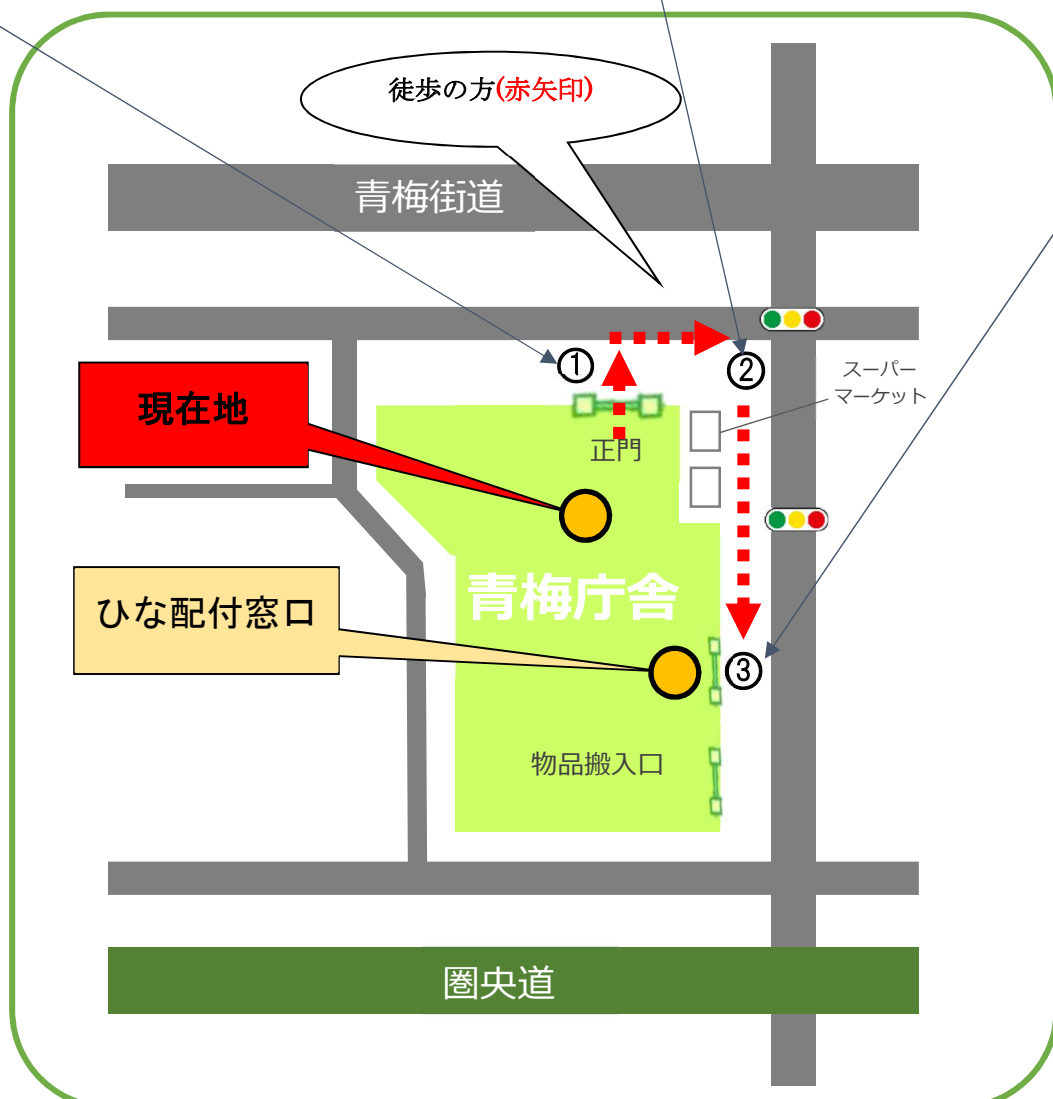 徒歩の方(赤矢印)
青梅街道
①
②
スーパー
マーケット
現在地
正門
青梅庁舎
ひな配付窓口
③
物品搬入口
圏央道